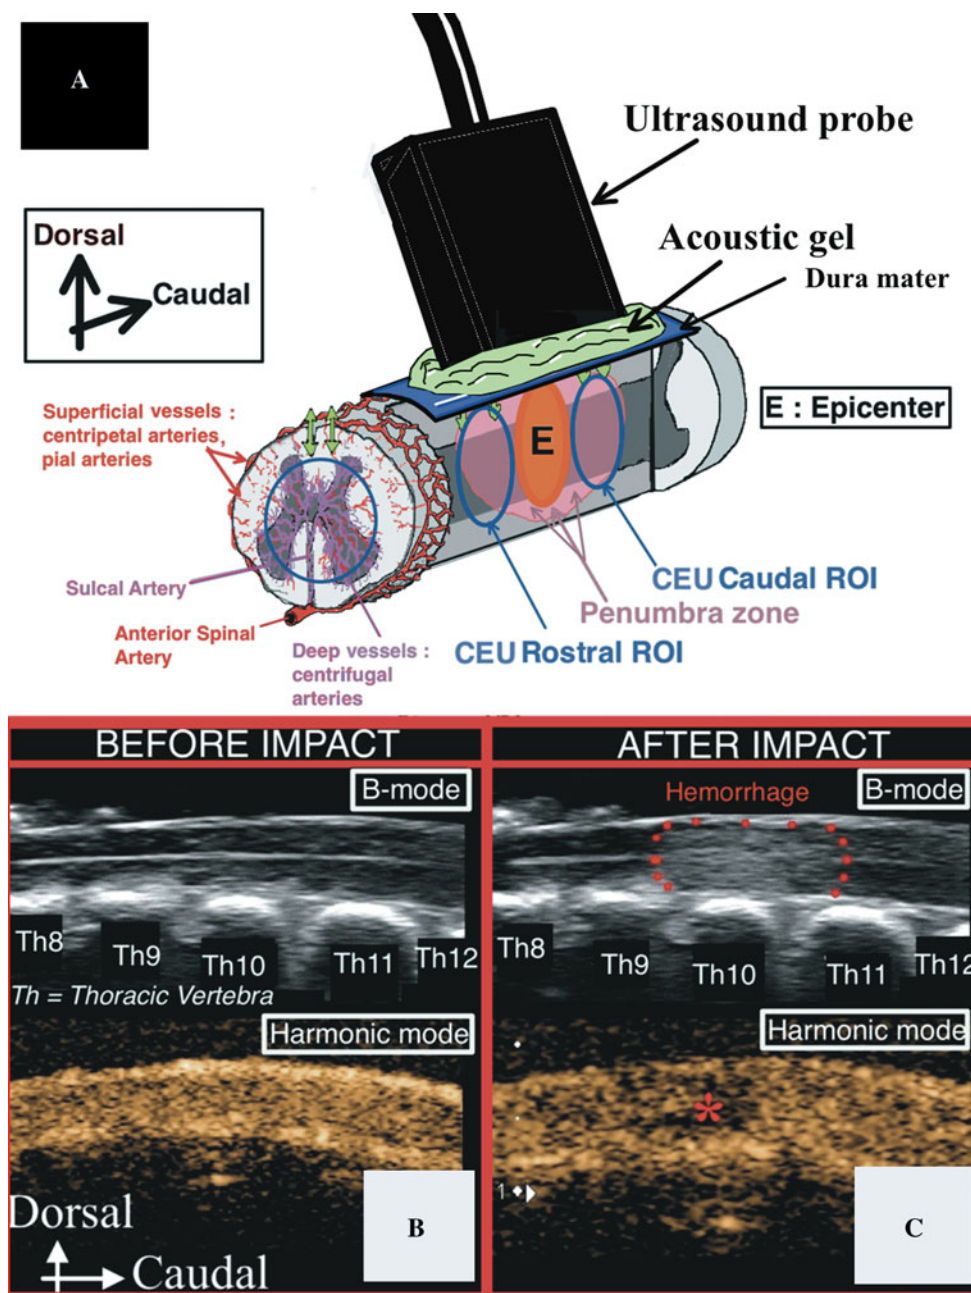 A
Ultrasound probe
Acoustic gel
Dura mater
Dorsal
Caudal
E : Epicenter
Superficial vessels :
centripetal arteries,
pial arteries
E
Sulcal Artery
CEU Caudal ROI
Penumbra zone
Anterior Spinal
Artery
Deep vessels :
centrifugal
arteries
CEU Rostral ROI
BEFORE IMPACT
B-mode
Th8
Th9
Th10
Th11
Th12
Th = Thoracic Vertebra
Harmonic mode
Dorsal
Caudal
B
AFTER IMPACT
Hemorrhage
B-mode
Th8
Th9
Th10
Th11
Th12
Harmonic mode
*
1
C